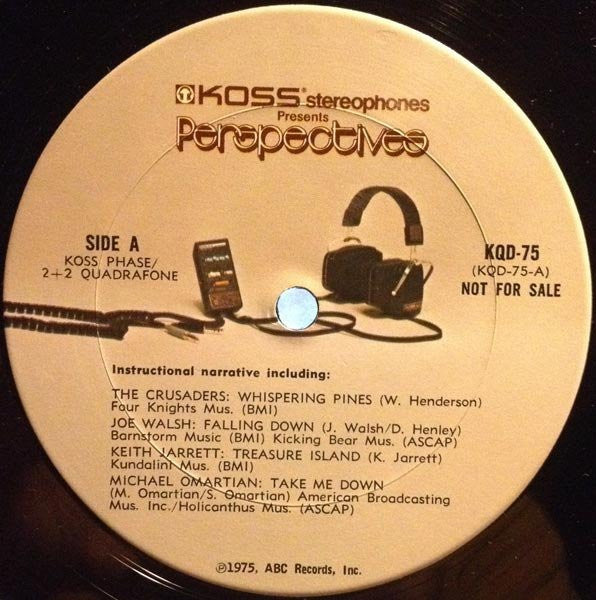 KOSS® stereophones
Presents
Perspectives
SIDE A
KOSS PHASE/
2+2 QUADRAFONE
KQD-75
(KQD-75-A)
NOT FOR SALE
Instructional narrative including:
THE CRUSADERS: WHISPERING PINES (W. Henderson)
Four Knights Mus. (BMI)
JOE WALSH: FALLING DOWN (J. Walsh/D. Henley)
Barnstorm Music (BMI) Kicking Bear Mus. (ASCAP)
KEITH JARRETT: TREASURE ISLAND (K. Jarrett)
Kundalini Mus. (BMI)
MICHAEL OMARTIAN: TAKE ME DOWN
(M. Omartian/S. Omartian) American Broadcasting
Mus. Inc./Holicanthus Mus. (ASCAP)
℗1975, ABC Records, Inc.